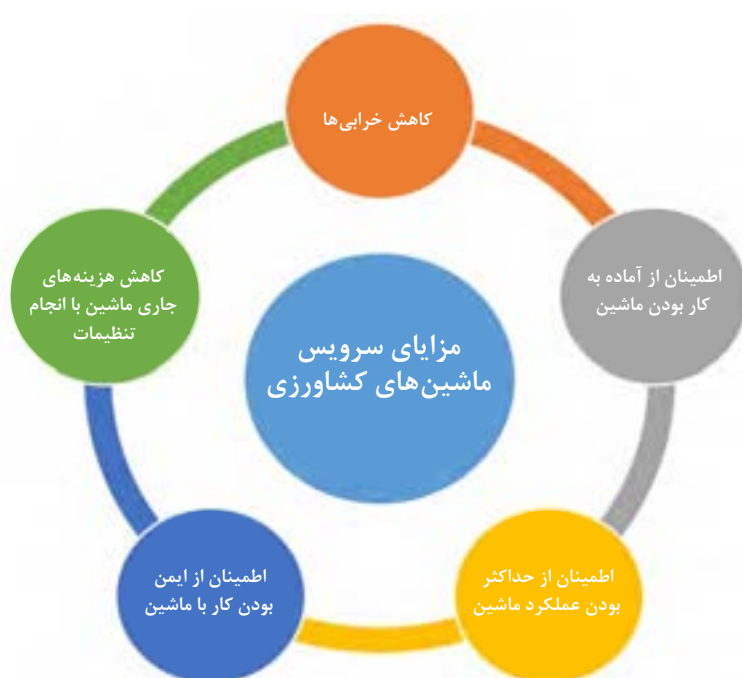 کاهش خرابی‌ها
اطمینان از آماده به
کار بودن ماشین
اطمینان از حداکثر
بودن عملکرد ماشین
اطمینان از ایمن
بودن کار با ماشین
کاهش هزینه‌های
جاری ماشین با انجام
تنظیمات
مزایای سرویس
ماشین‌های کشاورزی